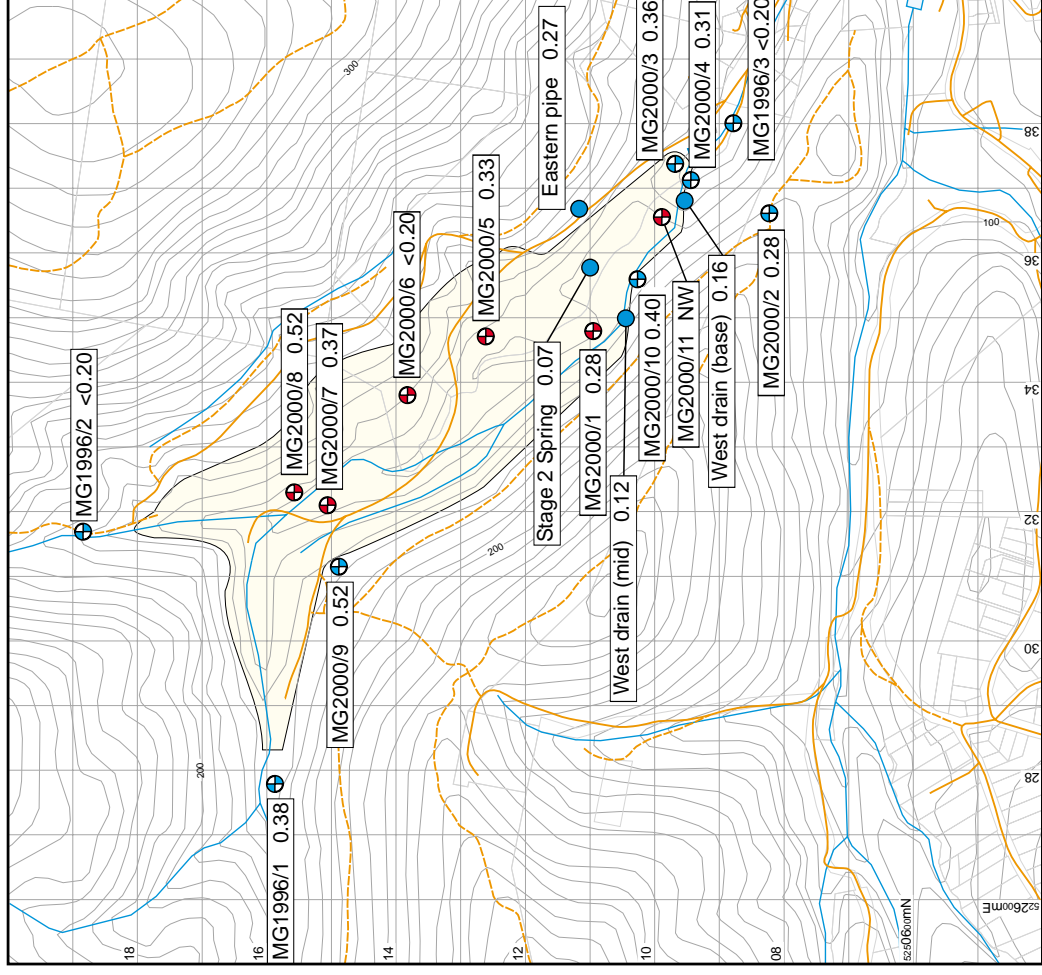 MG1996/2 <0.20
MG2000/8 0.52
MG2000/7 0.37
MG2000/6 <0.20
MG2000/5 0.33
Eastern pipe 0.27
MG2000/3 0.36
MG2000/4 0.31
MG1996/3 <0.20
MG2000/2 0.28
West drain (base) 0.16
MG2000/11 NW
MG2000/10 0.40
MG2000/1 0.28
Stage 2 Spring 0.07
West drain (mid) 0.12
MG2000/9 0.52
MG1996/1 0.38
300
200
200
100
18
16
14
12
10
08
5250600mN
522600mE
28
30
32
34
36
38